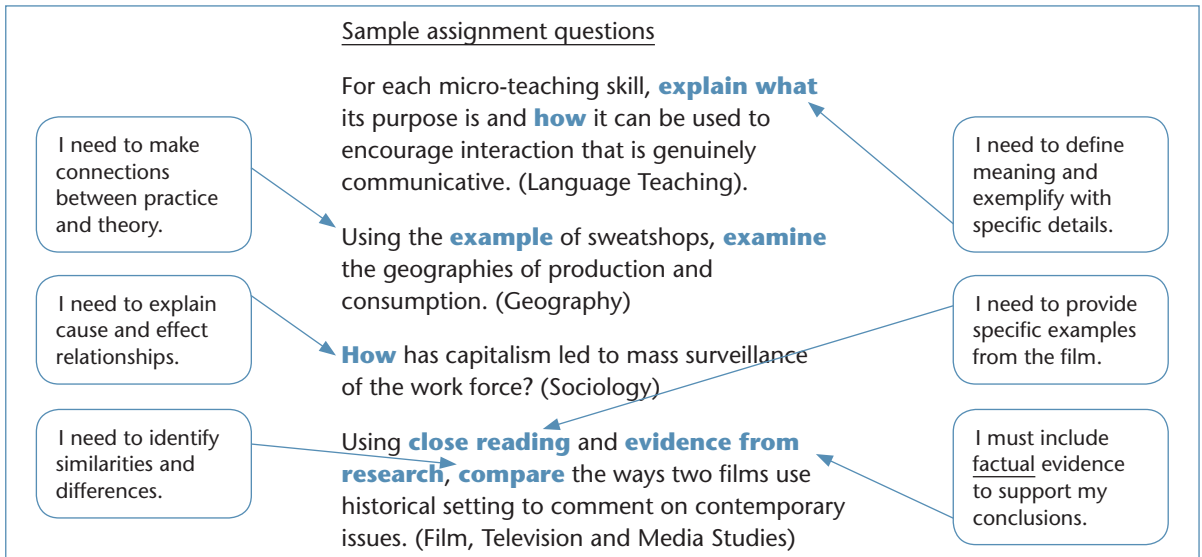 Sample assignment questions
For each micro-teaching skill, explain what
its purpose is and how it can be used to
encourage interaction that is genuinely
communicative. (Language Teaching).
Using the example of sweatshops, examine
the geographies of production and
consumption. (Geography)
How has capitalism led to mass surveillance
of the work force? (Sociology)
Using close reading and evidence from
research, compare the ways two films use
historical setting to comment on contemporary
issues. (Film, Television and Media Studies)
I need to make
connections
between practice
and theory.
I need to explain
cause and effect
relationships.
I need to identify
similarities and
differences.
I need to define
meaning and
exemplify with
specific details.
I need to provide
specific examples
from the film.
I must include
factual evidence
to support my
conclusions.